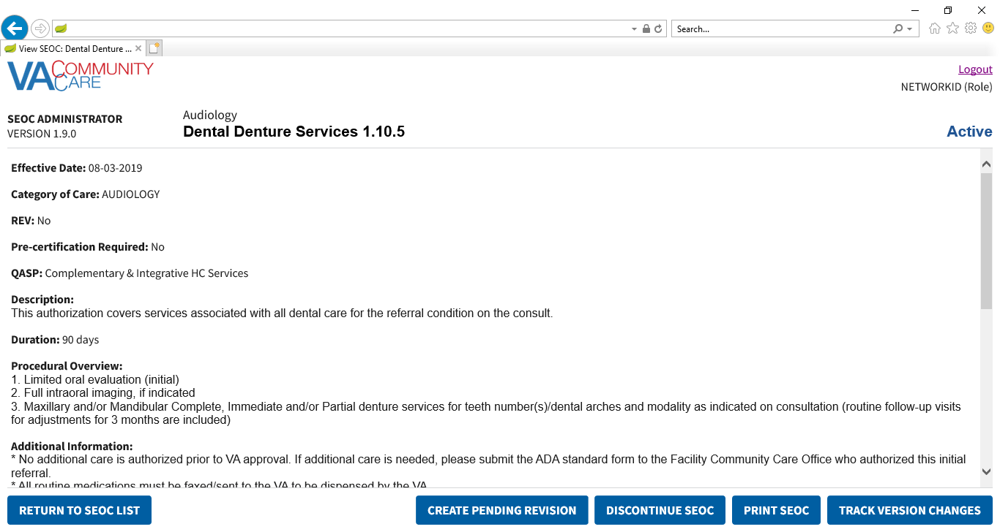 Search...
View SEOC: Dental Denture ...
VA COMMUNITY CARE
Logout
NETWORKID (Role)
SEOC ADMINISTRATOR
VERSION 1.9.0
Audiology
Dental Denture Services 1.10.5
Active
Effective Date: 08-03-2019
Category of Care: AUDIOLOGY
REV: No
Pre-certification Required: No
QASP: Complementary & Integrative HC Services
Description:
This authorization covers services associated with all dental care for the referral condition on the consult.
Duration: 90 days
Procedural Overview:
1. Limited oral evaluation (initial)
2. Full intraoral imaging, if indicated
3. Maxillary and/or Mandibular Complete, Immediate and/or Partial denture services for teeth number(s)/dental arches and modality as indicated on consultation (routine follow-up visits
for adjustments for 3 months are included)
Additional Information:
* No additional care is authorized prior to VA approval. If additional care is needed, please submit the ADA standard form to the Facility Community Care Office who authorized this initial
referral.
* All routine medications must be faxed/sent to the VA to be dispensed by the VA
RETURN TO SEOC LIST
CREATE PENDING REVISION
DISCONTINUE SEOC
PRINT SEOC
TRACK VERSION CHANGES